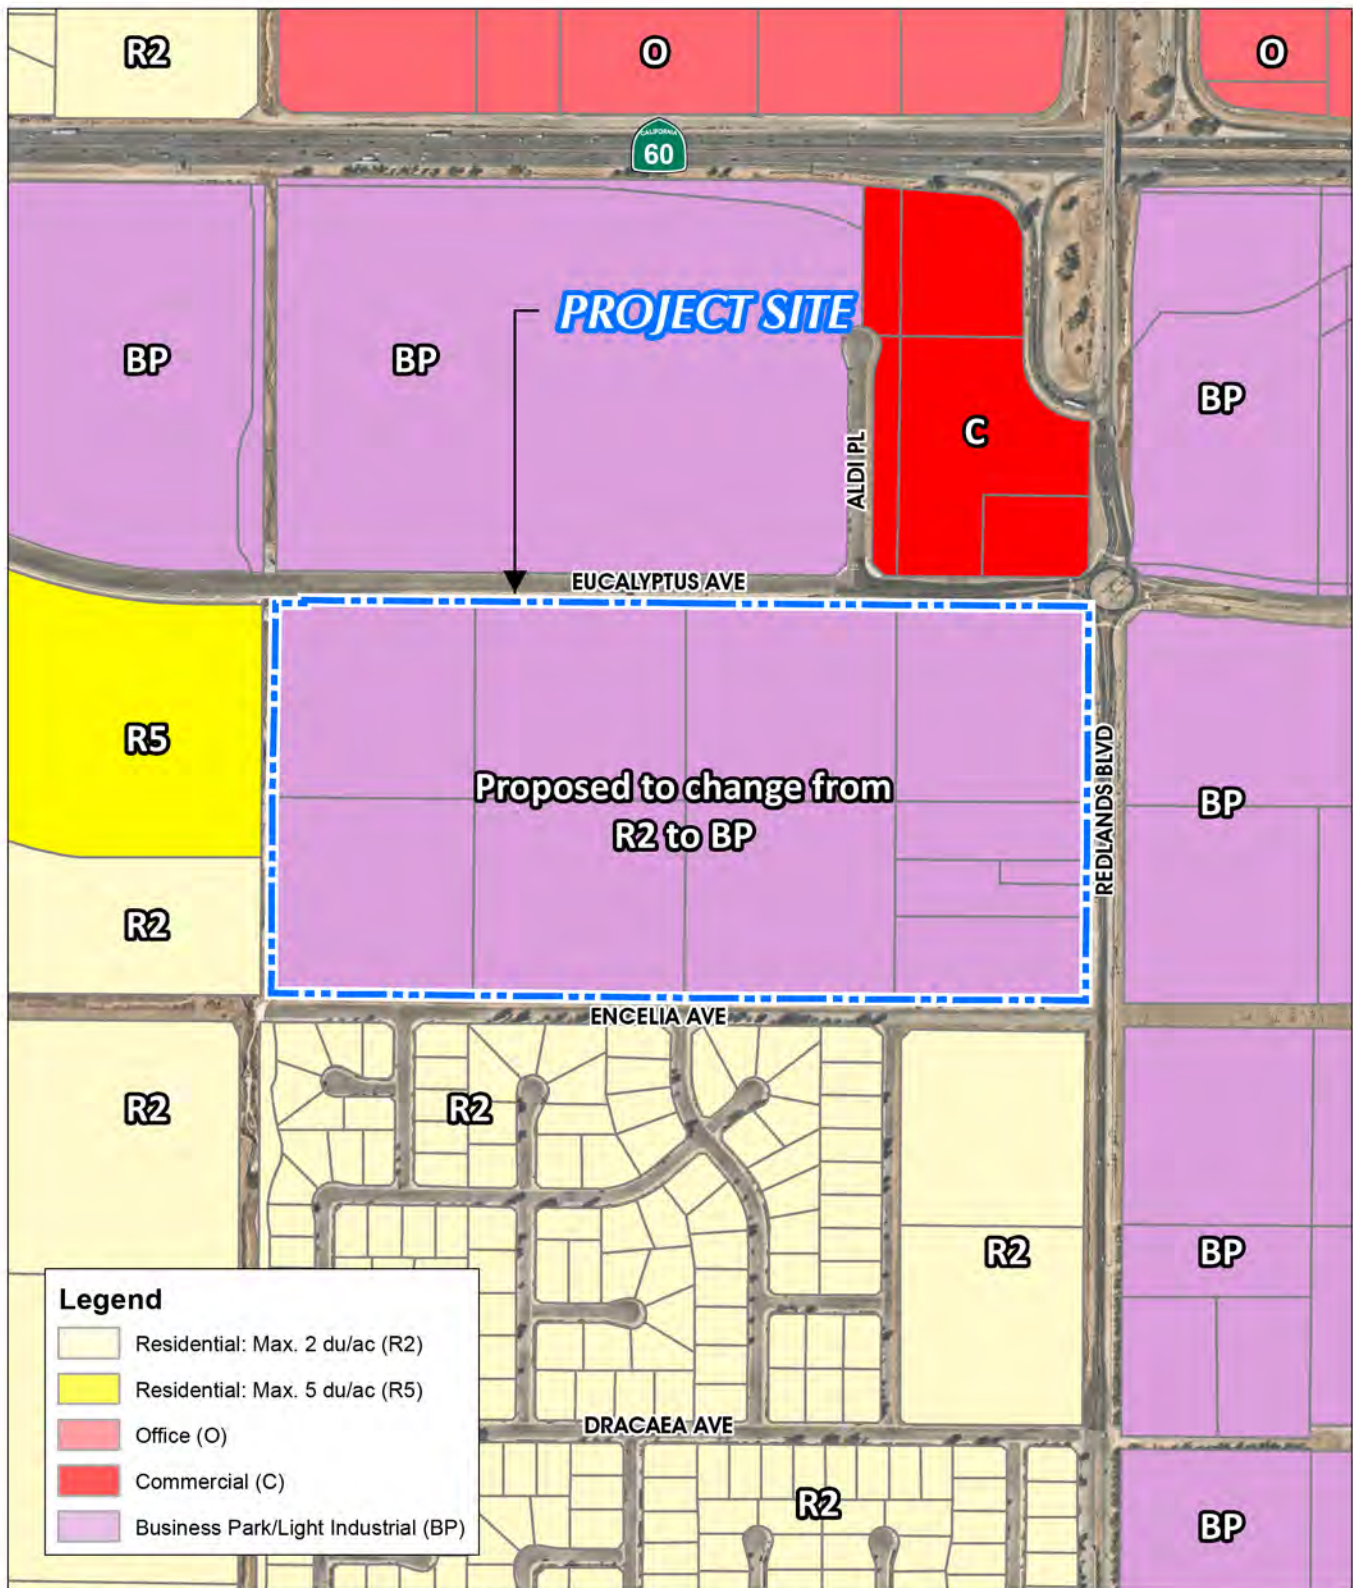 R2
O
O
CALIFORNIA
60
PROJECT SITE
BP
BP
BP
C
ALDI PL
EUCALYPTUS AVE
R5
Proposed to change from
R2 to BP
REDLANDS BLVD
BP
R2
ENCELIA AVE
R2
R2
R2
BP
Legend
Residential: Max. 2 du/ac (R2)
Residential: Max. 5 du/ac (R5)
Office (O)
Commercial (C)
Business Park/Light Industrial (BP)
DRACAEA AVE
R2
BP